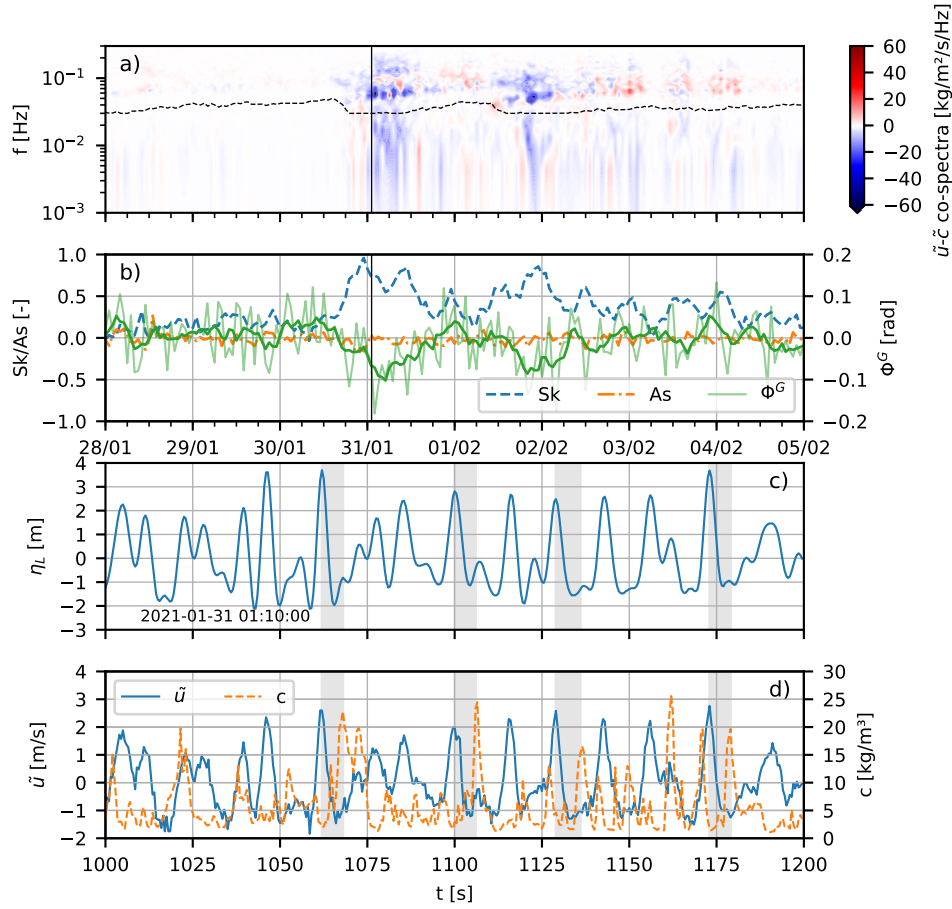 a)
f [Hz]
10⁻¹
10⁻²
10⁻³
60
40
20
0
−20
−40
−60
ũ-c̃ co-spectra [kg/m²/s/Hz]
b)
Sk/As [-]
1.0
0.5
0.0
−0.5
−1.0
0.2
0.1
0.0
−0.1
−0.2
Φᴳ [rad]
Sk As Φᴳ
28/01 29/01 30/01 31/01 01/02 02/02 03/02 04/02 05/02
c)
η_L [m]
4
3
2
1
0
−1
−2
−3
2021-01-31 01:10:00
d)
ũ [m/s]
4
3
2
1
0
−1
−2
30
25
20
15
10
5
0
c [kg/m³]
ũ c
1000 1025 1050 1075 1100 1125 1150 1175 1200
t [s]